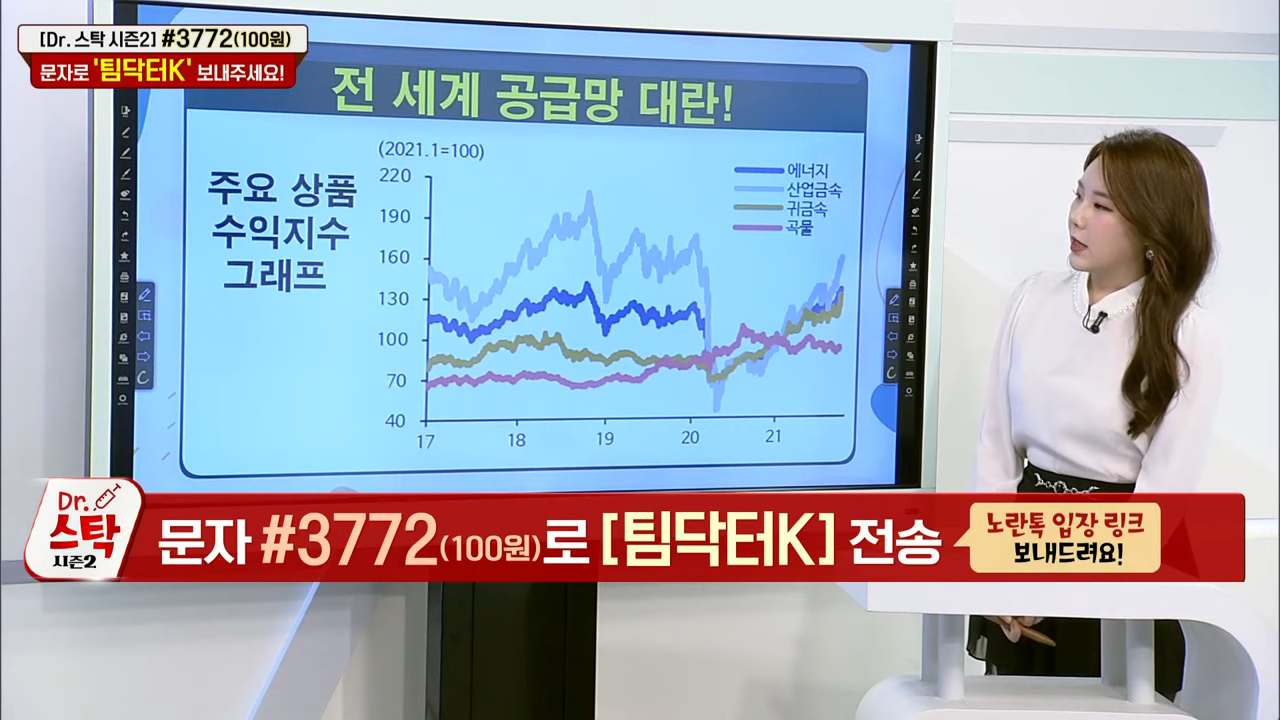 [Dr. 스탁 시즌2] #3772(100원)
문자로 '팀닥터K' 보내주세요!
전 세계 공급망 대란!
주요 상품
수익지수
그래프
(2021.1=100)
220
190
160
130
100
70
40
17 18 19 20 21
에너지
산업금속
귀금속
곡물
Dr.
스탁
시즌2
문자 #3772(100원)로 [팀닥터K] 전송
노란톡 입장 링크
보내드려요!